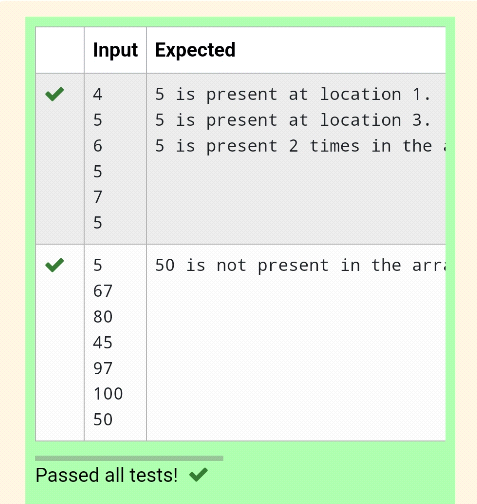 Input Expected
4 5 is present at location 1.
5 5 is present at location 3.
6 5 is present 2 times in the
5
7
5
5 50 is not present in the
67
80
45
97
100
50
Passed all tests!